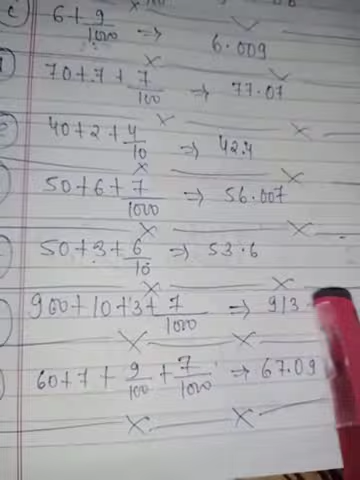 c) 6 + 9/1000 => 6.009
70 + 7 + 7/100 => 77.07
40 + 2 + 4/10 => 42.4
50 + 6 + 7/1000 => 56.007
50 + 3 + 6/10 => 53.6
900 + 10 + 3 + 7/1000 => 913.
60 + 7 + 9/100 + 7/1000 => 67.09